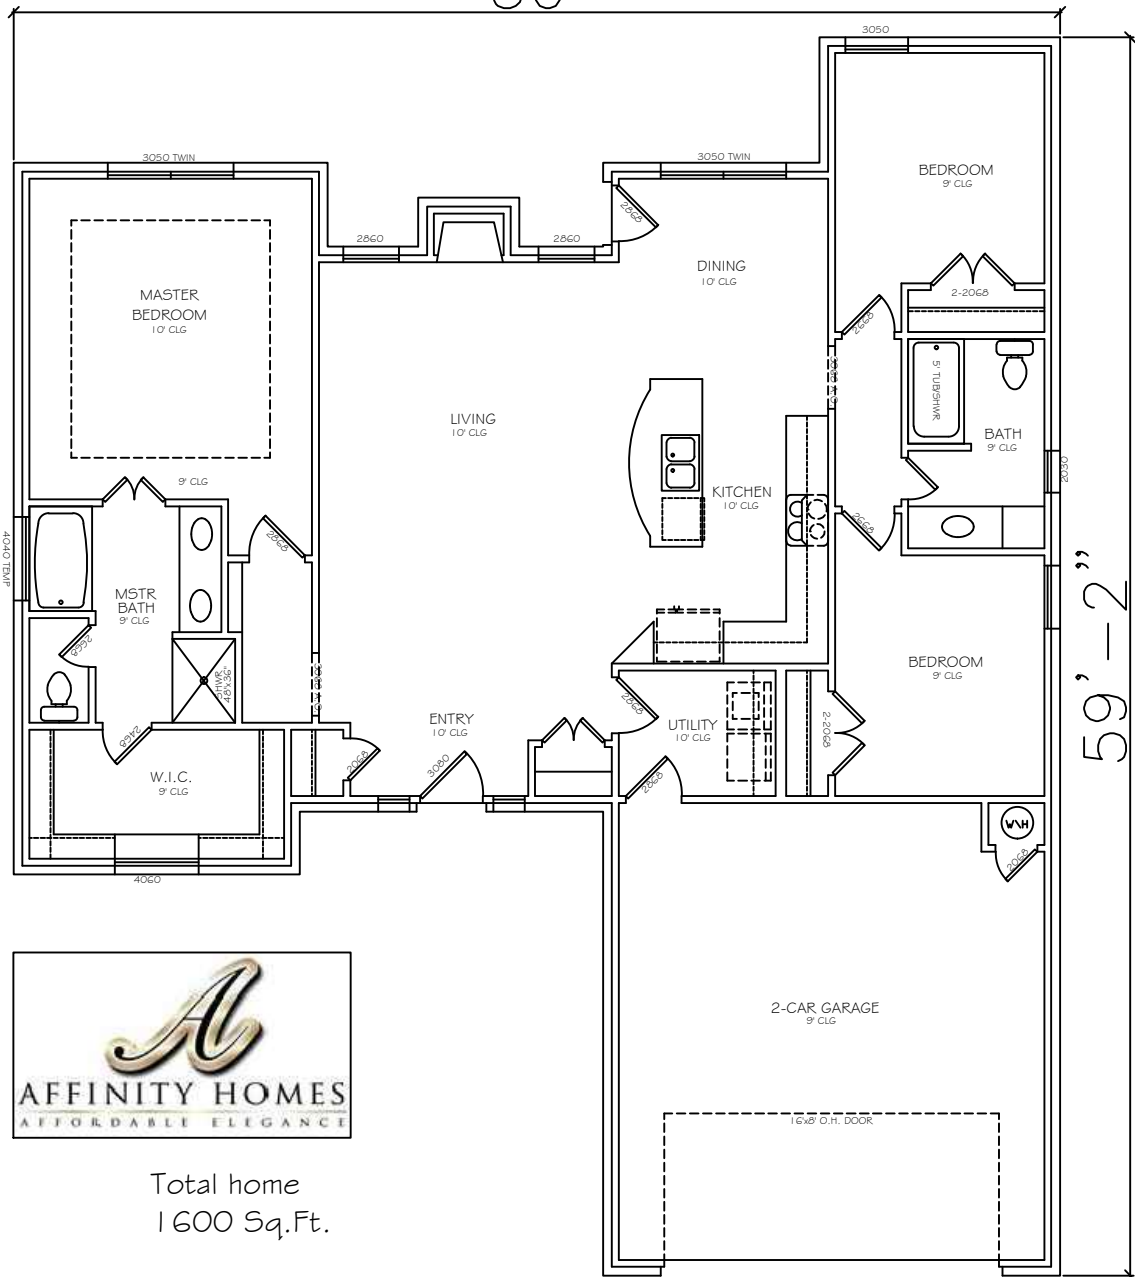 3050
3050 TWIN
3050 TWIN
BEDROOM
9' CLG
2868
2860
2860
DINING
10' CLG
2-2068
MASTER
BEDROOM
10' CLG
2668
5' TUB/SHWR
LIVING
10' CLG
BATH
9' CLG
2030
9' CLG
KITCHEN
10' CLG
2668
2868
4040 TEMP
MSTR
BATH
9' CLG
2668
SHWR
48"x36"
BEDROOM
9' CLG
59'-2"
2868
ENTRY
10' CLG
UTILITY
10' CLG
2-2068
2468
2068
3080
2868
W.I.C.
9' CLG
W\H
2068
4060
2-CAR GARAGE
9' CLG
16'x8' O.H. DOOR
A
AFFINITY HOMES
AFFORDABLE ELEGANCE
Total home
1600 Sq.Ft.